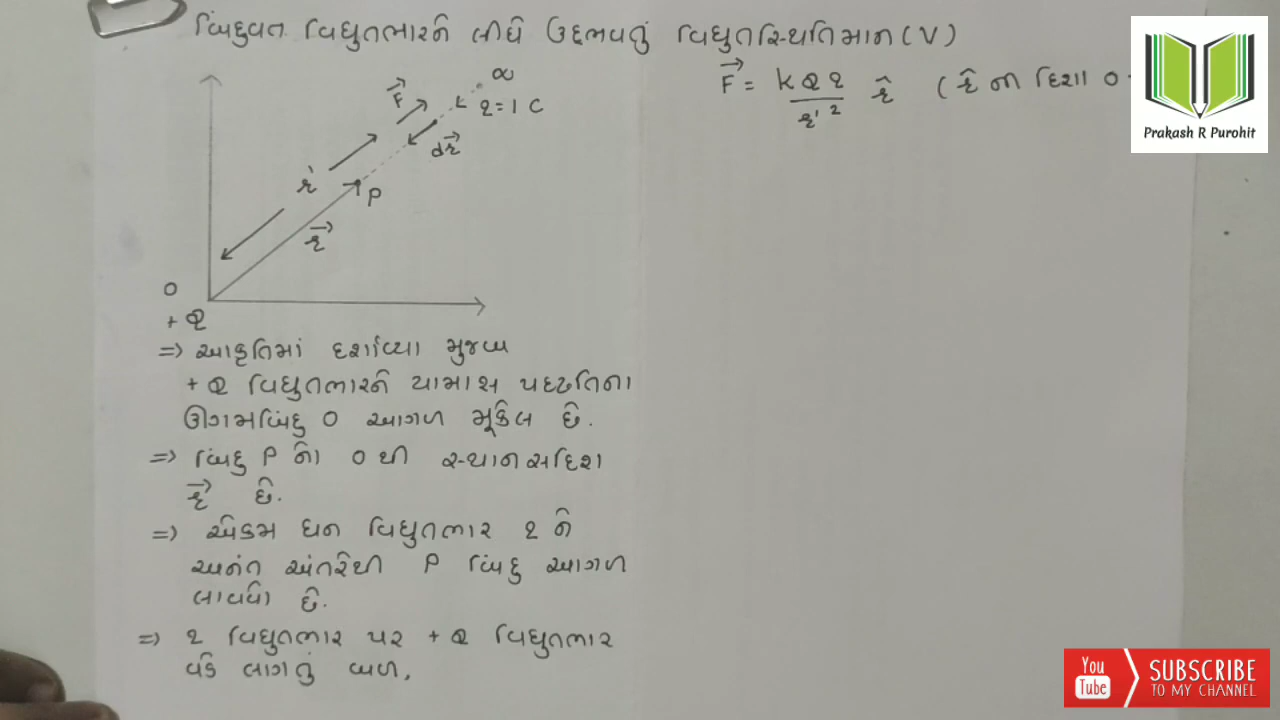 બિંદુવત વિદ્યુતભારને લીધે ઉદ્દભવતું વિદ્યુતસ્થિતિમાન (V)
∞
F⃗
q = 1 C
dr⃗
r'
P
r⃗
O
+ Q
⇒ આકૃતિમાં દર્શાવ્યા મુજબ
+ Q વિદ્યુતભારને યામાક્ષ પદ્ધતિના
ઊગમબિંદુ O આગળ મૂકેલ છે.
⇒ બિંદુ P નો O થી સ્થાનસદિશ
r⃗ છે.
⇒ એકમ ધન વિદ્યુતભાર q ને
અનંત અંતરેથી P બિંદુ આગળ
લાવવો છે.
⇒ q વિદ્યુતભાર પર + Q વિદ્યુતભાર
વડે લાગતું બળ,
F⃗ = kQq / r'² r̂ (r̂ ની દિશા O
Prakash R Purohit
You Tube
SUBSCRIBE
TO MY CHANNEL